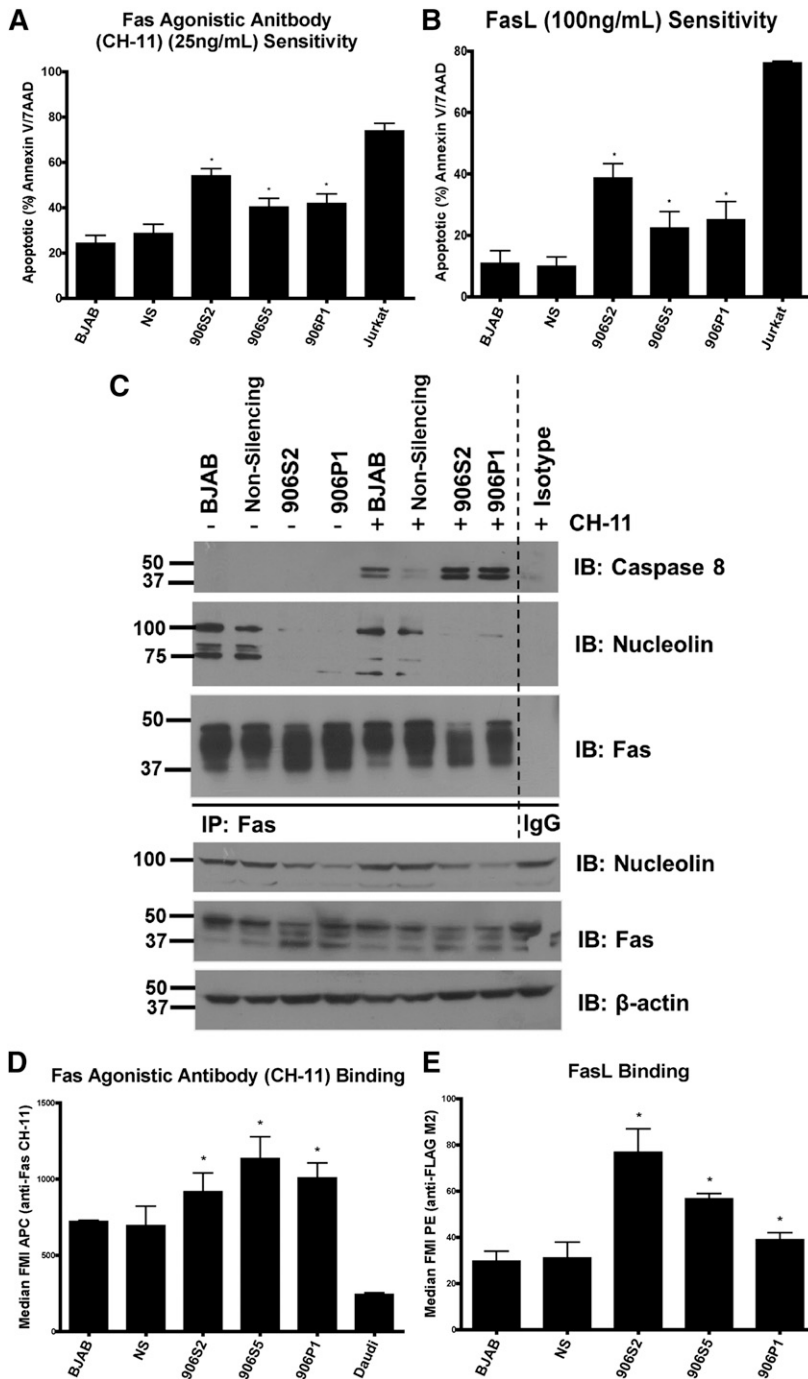 A
Fas Agonistic Anitbody
(CH-11) (25ng/mL) Sensitivity
Apoptotic (%) Annexin V/7AAD
100
80
60
40
20
0
* * *
BJAB NS 906S2 906S5 906P1 Jurkat
B
FasL (100ng/mL) Sensitivity
Apoptotic (%) Annexin V/7AAD
80
60
40
20
0
* * *
BJAB NS 906S2 906S5 906P1 Jurkat
C
BJAB Non-Silencing 906S2 906P1 BJAB Non-Silencing 906S2 906P1 Isotype
- - - - + + + + + CH-11
50
37
IB: Caspase 8
100
75
IB: Nucleolin
50
37
IB: Fas
IP: Fas IgG
100
IB: Nucleolin
50
37
IB: Fas
50
37
IB: β-actin
D
Fas Agonistic Antibody (CH-11) Binding
Median FMI APC (anti-Fas CH-11)
1500
1000
500
0
* * *
BJAB NS 906S2 906S5 906P1 Daudi
E
FasL Binding
Median FMI PE (anti-FLAG M2)
80
60
40
20
0
* * *
BJAB NS 906S2 906S5 906P1